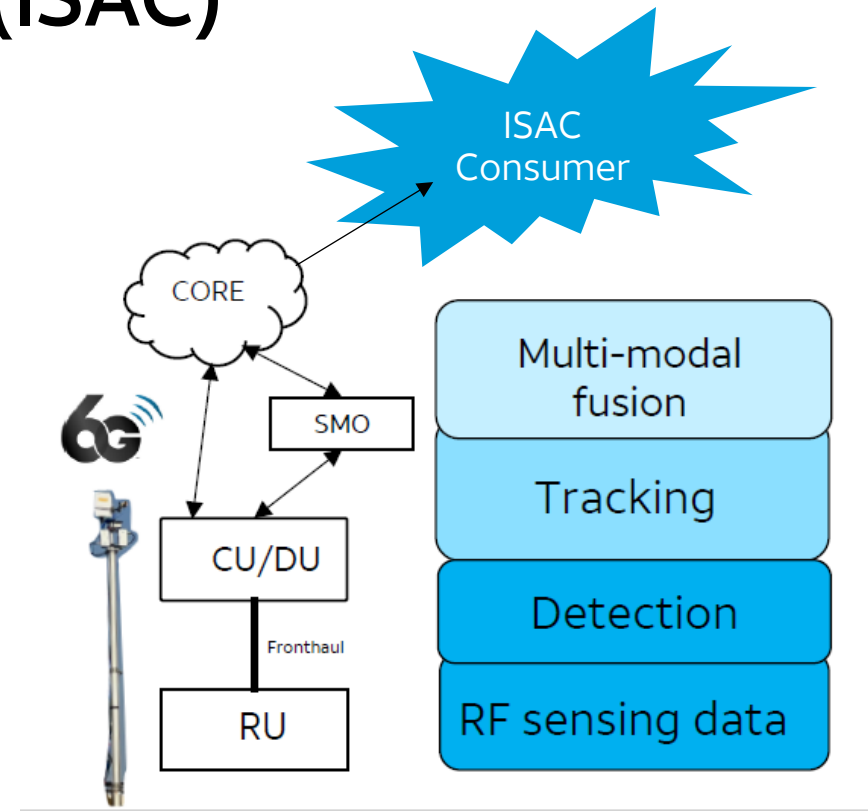 (ISAC)
ISAC
Consumer
CORE
Multi-modal
fusion
SMO
6G
Tracking
CU/DU
Detection
Fronthaul
RU
RF sensing data